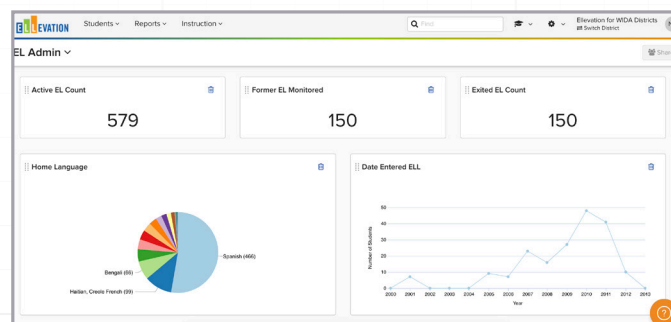 ELLEVATION
Students
Reports
Instruction
Find
Ellevation for WIDA Districts
Switch District
EL Admin
Shar
Active EL Count
579
Former EL Monitored
150
Exited EL Count
150
Home Language
Spanish (466)
Bengali (66)
Haitian, Creole French (99)
Date Entered ELL
Number of Students
50
40
30
20
10
0
2000 2001 2002 2003 2004 2005 2006 2007 2008 2009 2010 2011 2012 2013
Year
?